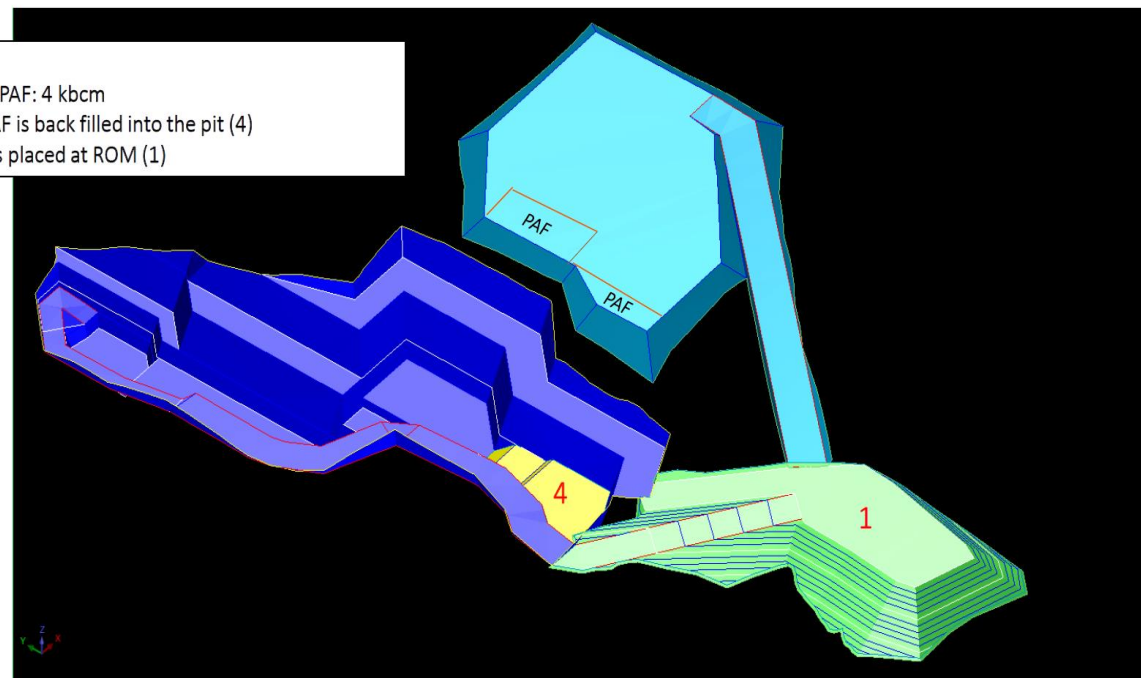 PAF: 4 kbcm
is back filled into the pit (4)
placed at ROM (1)
PAF
PAF
4
1
Z
Y
X